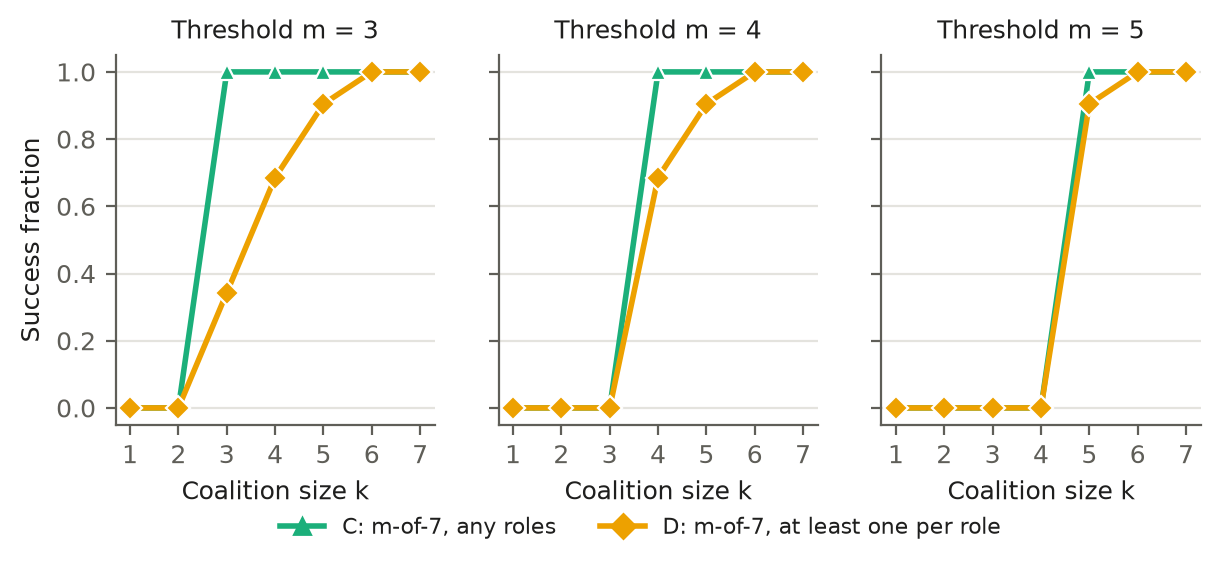 Threshold m = 3
Threshold m = 4
Threshold m = 5
Success fraction
1.0
0.8
0.6
0.4
0.2
0.0
1 2 3 4 5 6 7
1 2 3 4 5 6 7
1 2 3 4 5 6 7
Coalition size k
Coalition size k
Coalition size k
C: m-of-7, any roles
D: m-of-7, at least one per role